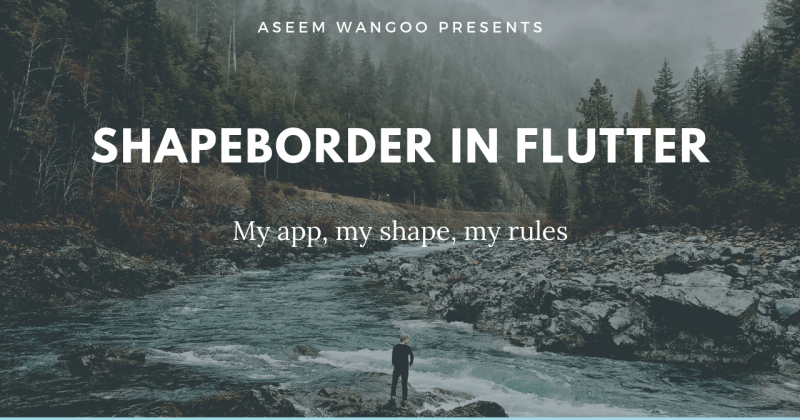 ASEEM WANGOO PRESENTS
SHAPEBORDER IN FLUTTER
My app, my shape, my rules